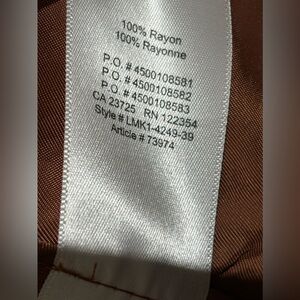 100% Rayon
100% Rayonne
P.O. # 4500108581
P.O. # 4500108582
P.O. # 4500108583
CA 23725 RN 122354
Style # LMK1-4249-39
Article # 73974